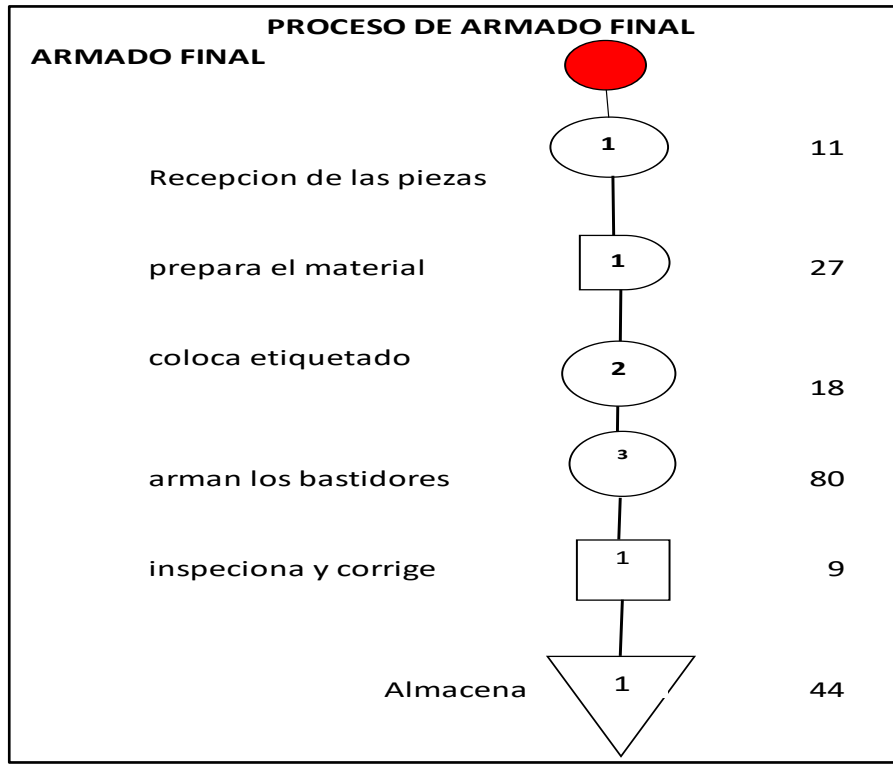 PROCESO DE ARMADO FINAL
ARMADO FINAL
1 11
Recepcion de las piezas
prepara el material 1 27
coloca etiquetado 2
18
3
arman los bastidores 80
inspeciona y corrige 1 9
Almacena 1 44